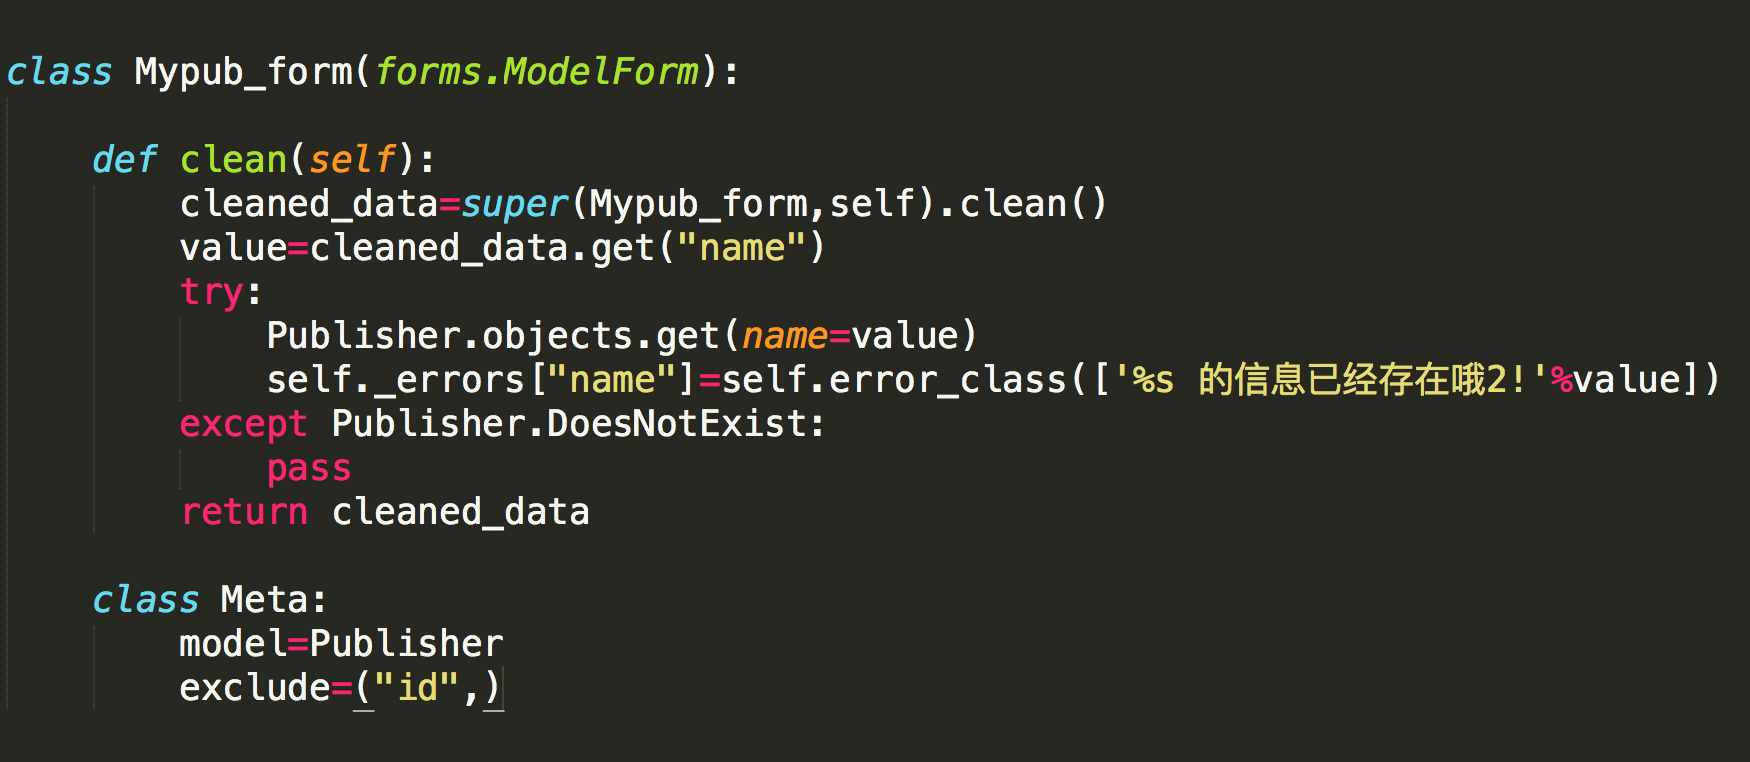 class Mypub_form(forms.ModelForm):
def clean(self):
cleaned_data=super(Mypub_form,self).clean()
value=cleaned_data.get("name")
try:
Publisher.objects.get(name=value)
self._errors["name"]=self.error_class(['%s 的信息已经存在哦2!'%value])
except Publisher.DoesNotExist:
pass
return cleaned_data
class Meta:
model=Publisher
exclude=("id",)